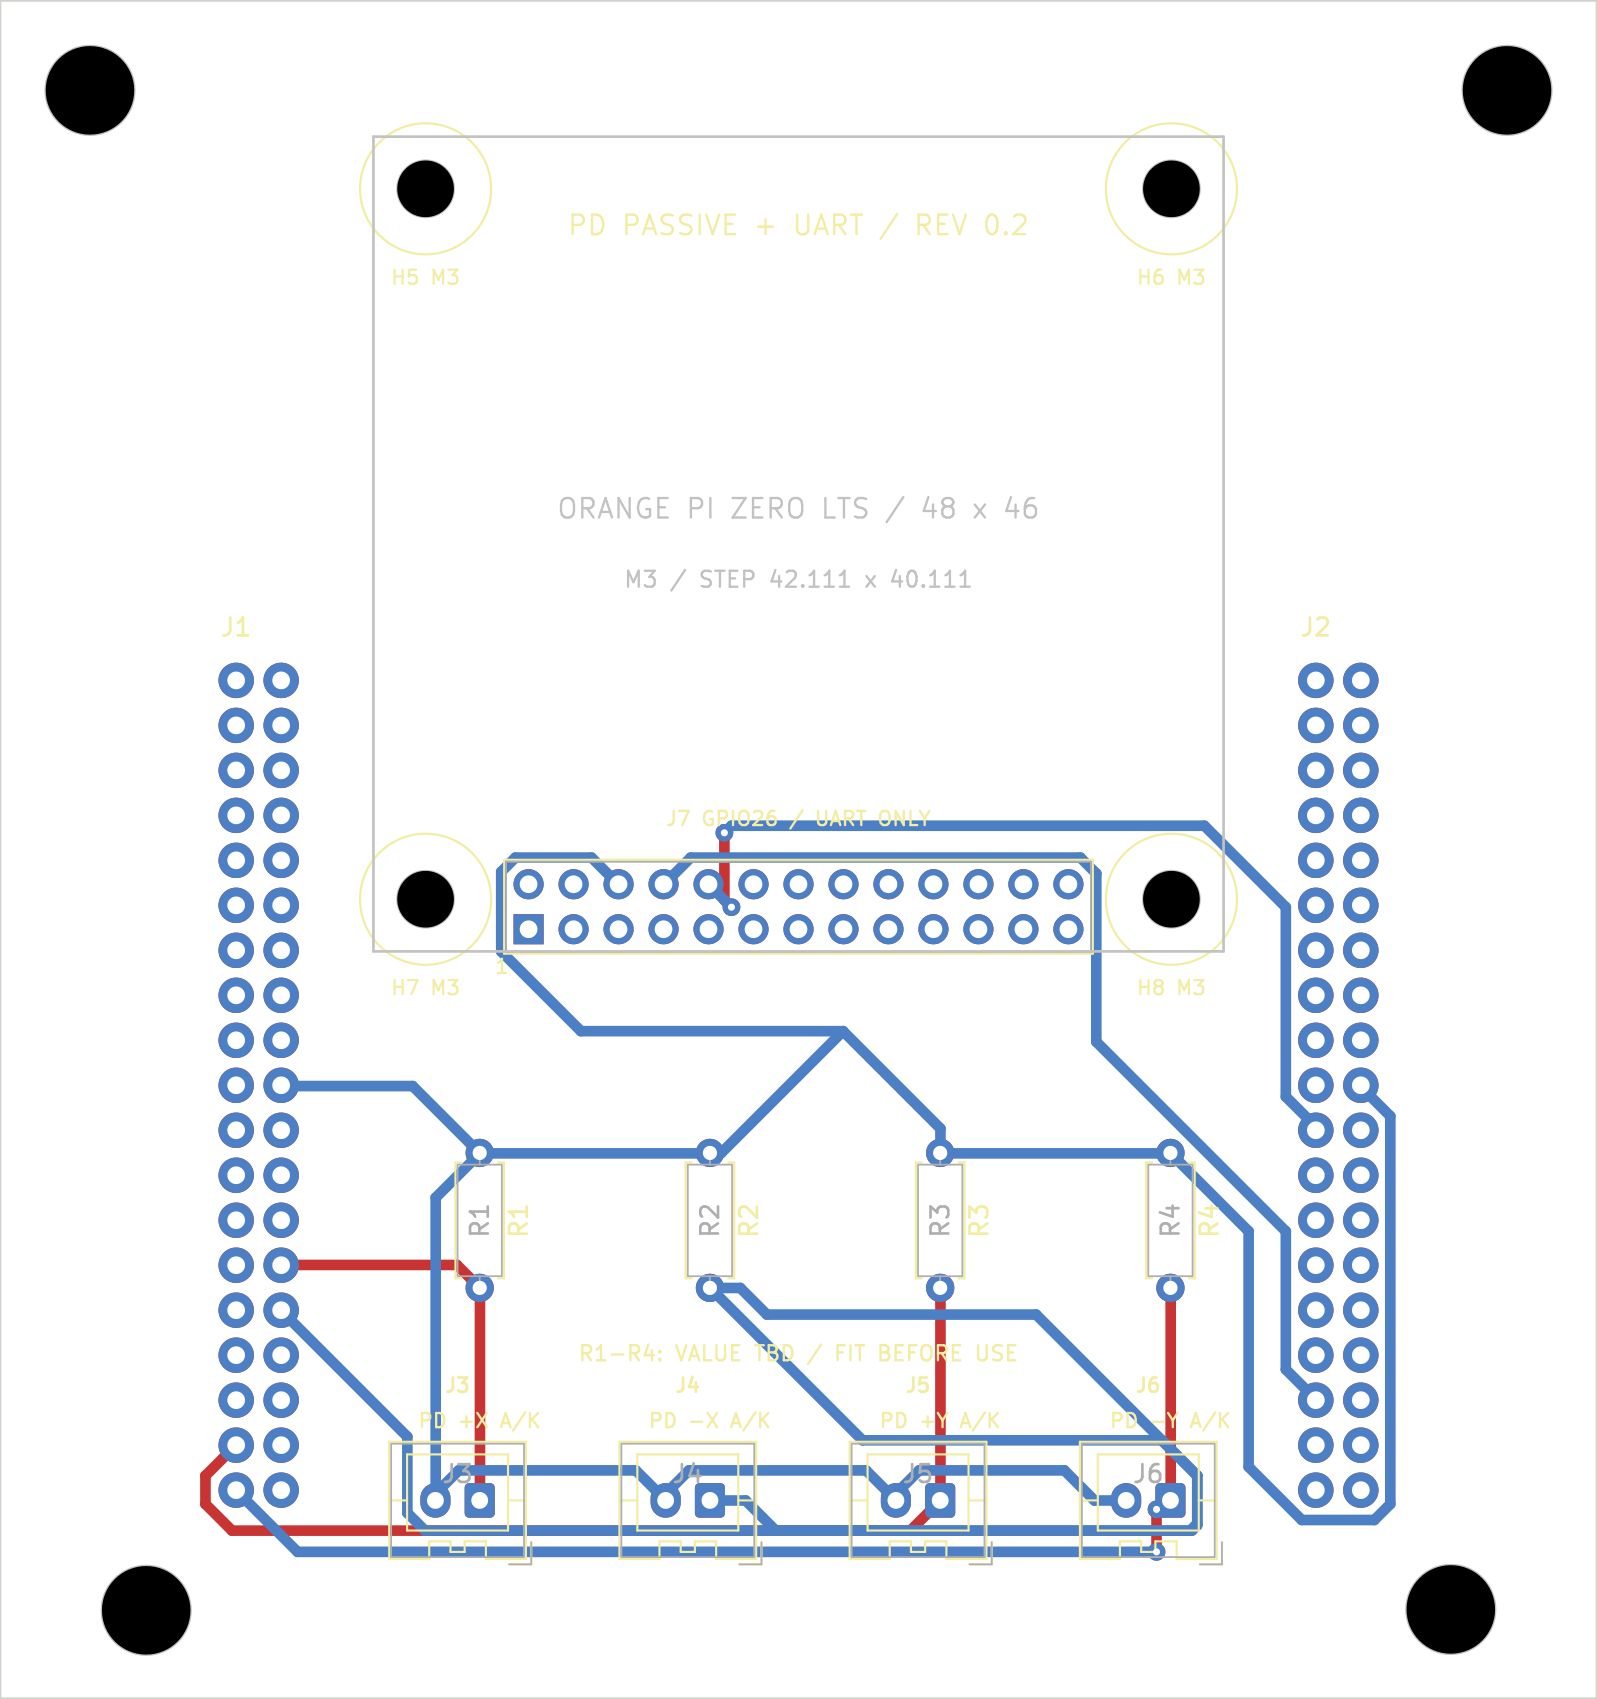 PD PASSIVE + UART / REV 0.2
H5 M3
H6 M3
ORANGE PI ZERO LTS / 48 x 46
M3 / STEP 42.111 x 40.111
J1
J2
J7 GPIO26 / UART ONLY
1
H7 M3
H8 M3
R1
R1
R2
R2
R3
R3
R4
R4
R1-R4: VALUE TBD / FIT BEFORE USE
J3
J4
J5
J6
PD +X A/K
PD -X A/K
PD +Y A/K
PD -Y A/K
J3
J4
J5
J6